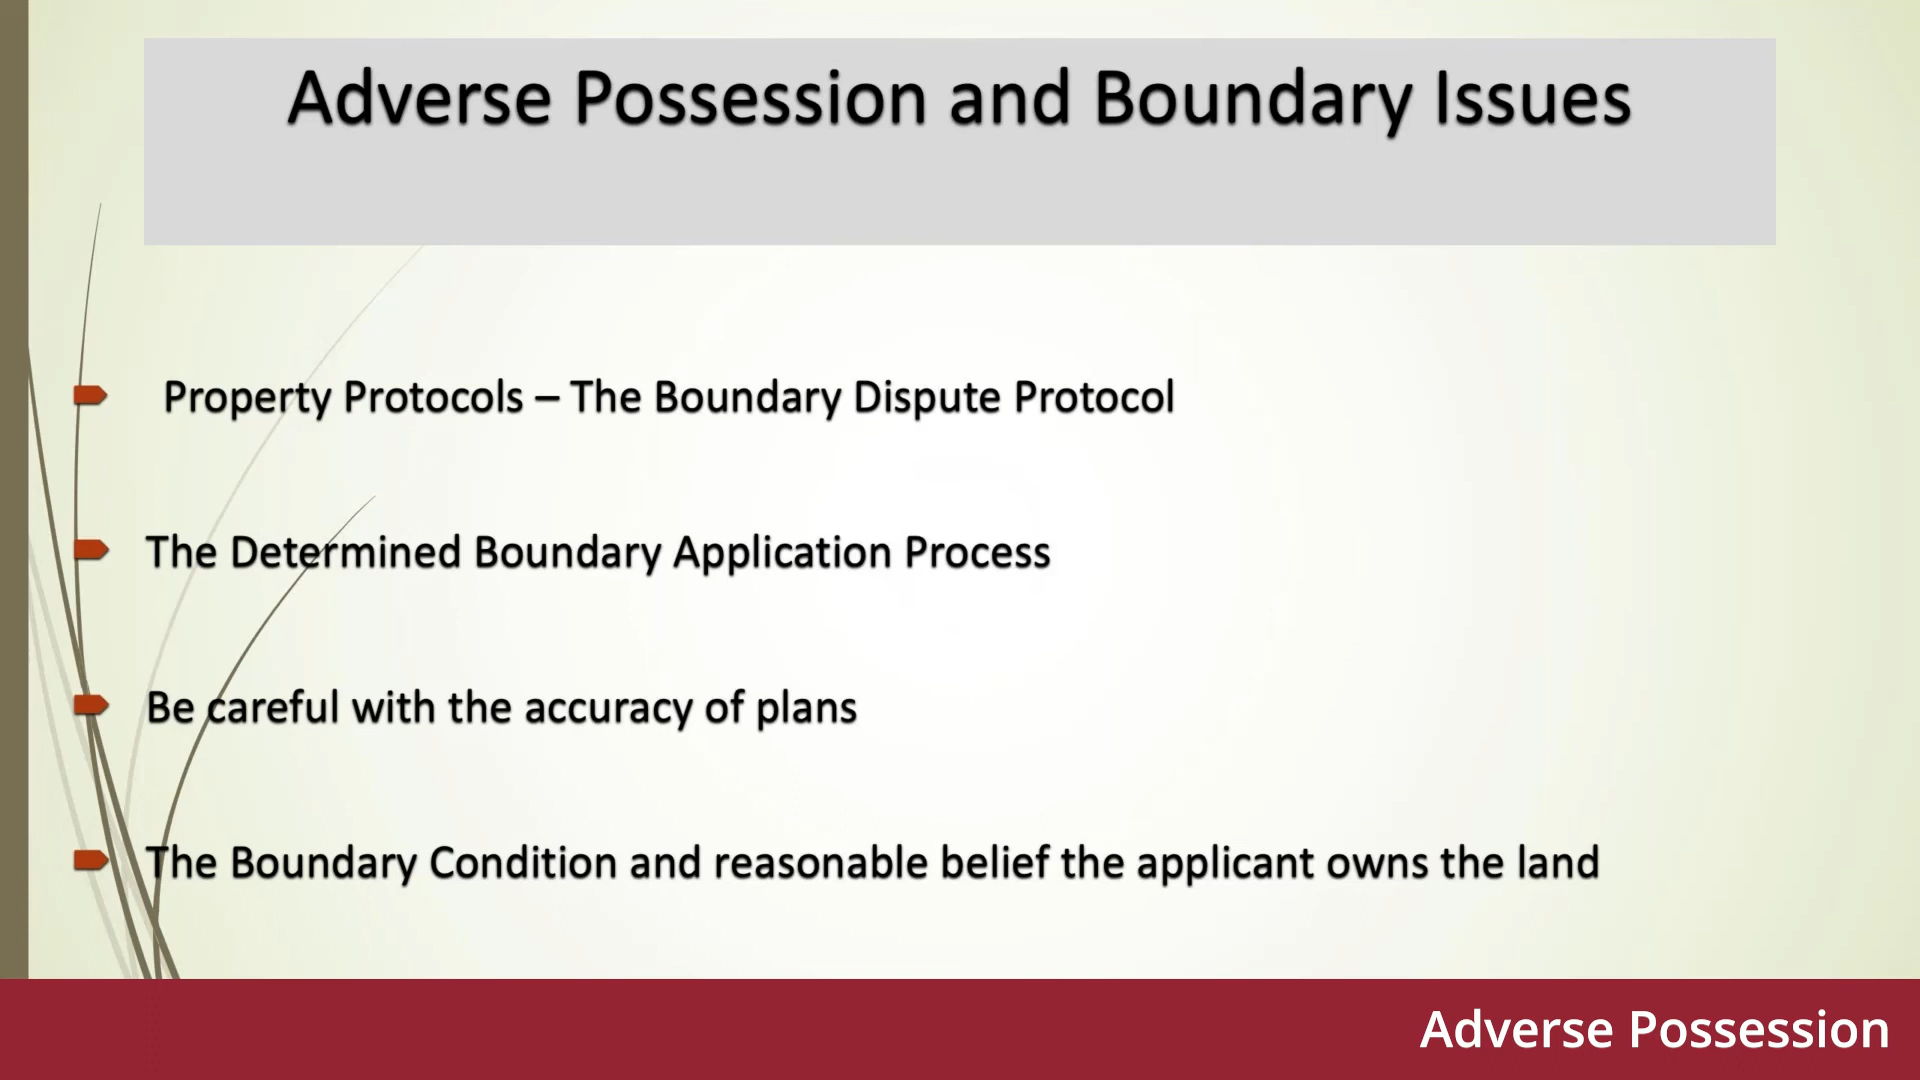 Adverse Possession and Boundary Issues
Property Protocols – The Boundary Dispute Protocol
The Determined Boundary Application Process
Be careful with the accuracy of plans
The Boundary Condition and reasonable belief the applicant owns the land
Adverse Possession